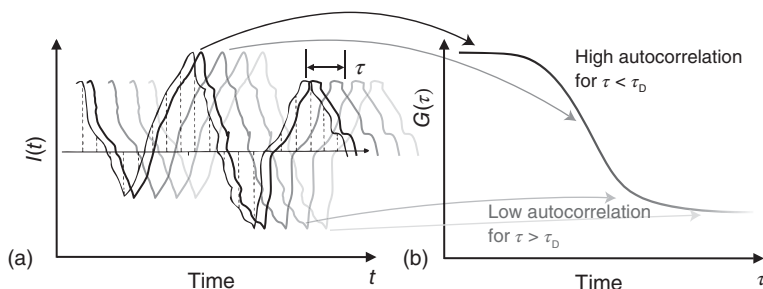 τ
High autocorrelation
for τ < τD
I(t)
G(τ)
Low autocorrelation
for τ > τD
(a)
Time
t
(b)
Time
τ